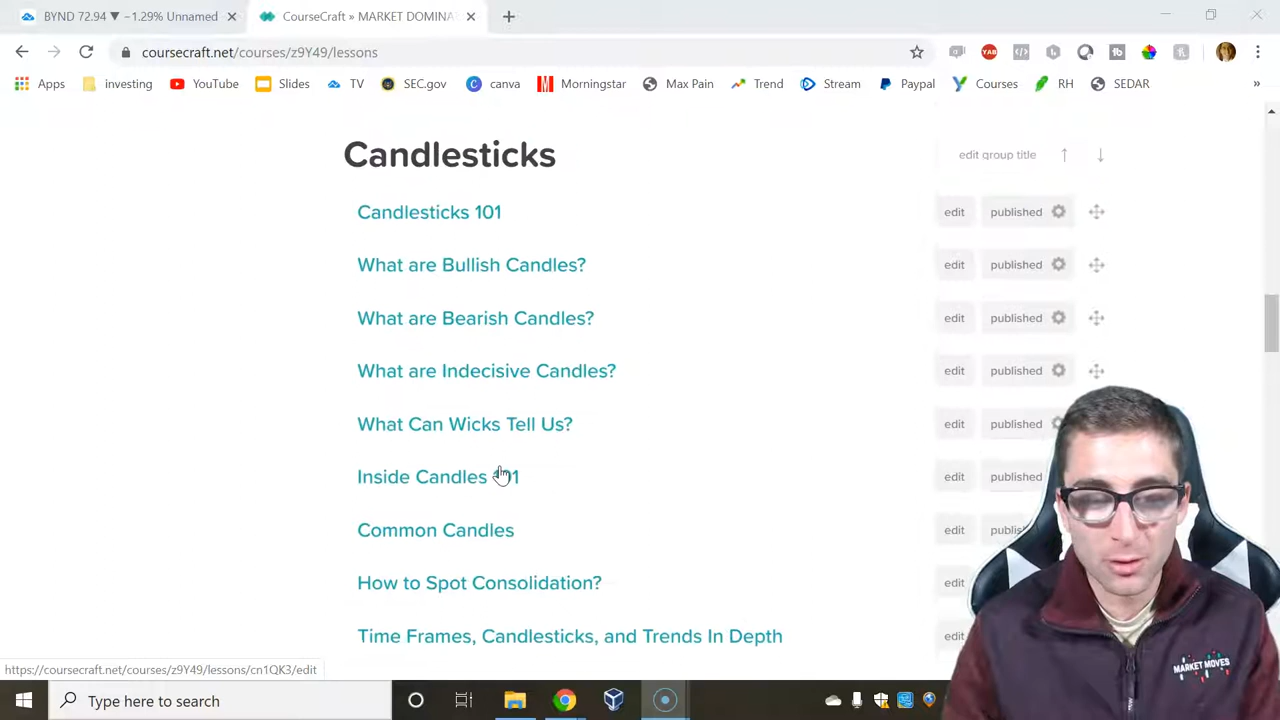 BYND 72.94 ▼ −1.29% Unnamed
CourseCraft » MARKET DOMINA
coursecraft.net/courses/z9Y49/lessons
Apps investing YouTube Slides TV SEC.gov canva Morningstar Max Pain Trend Stream Paypal Courses RH SEDAR »
Candlesticks
edit group title ↑ ↓
Candlesticks 101
edit published
What are Bullish Candles?
edit published
What are Bearish Candles?
edit published
What are Indecisive Candles?
edit published
What Can Wicks Tell Us?
edit published
Inside Candles 101
edit published
Common Candles
edit
How to Spot Consolidation?
edit
Time Frames, Candlesticks, and Trends In Depth
edit
https://coursecraft.net/courses/z9Y49/lessons/cn1QK3/edit
MARKET MOVES
Type here to search